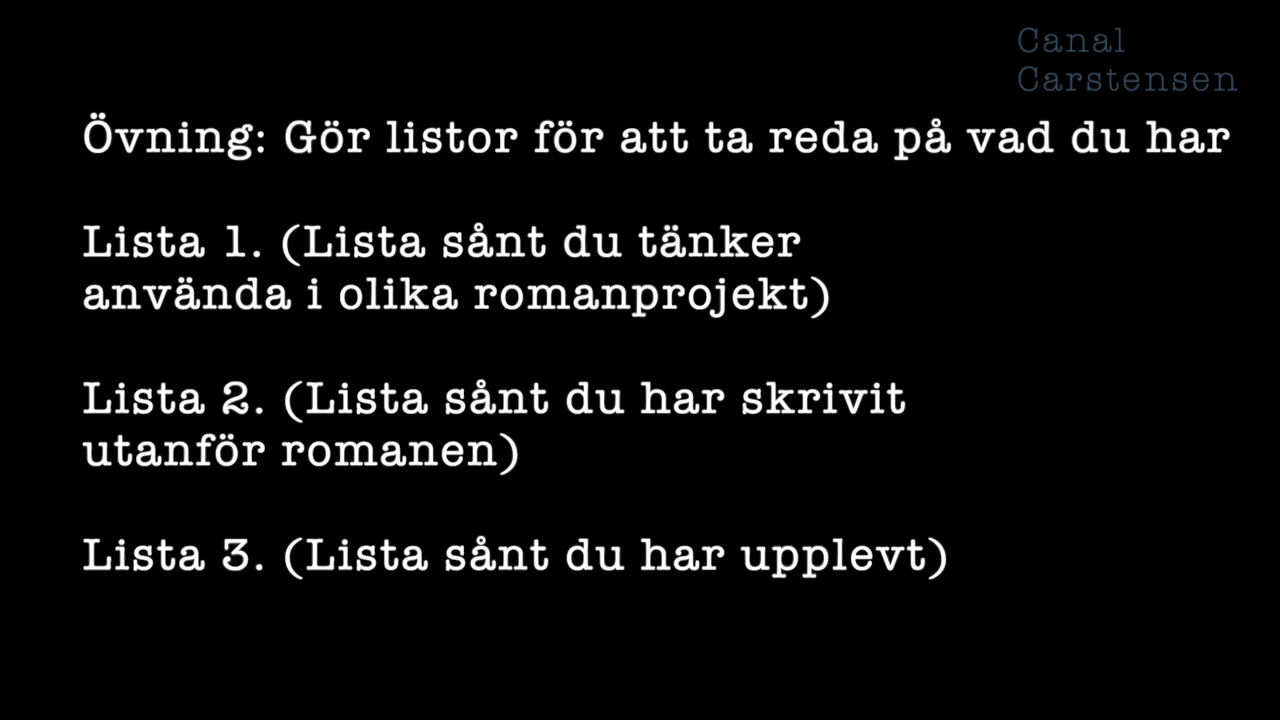 Canal
Carstensen
Övning: Gör listor för att ta reda på vad du har
Lista 1. (Lista sånt du tänker
använda i olika romanprojekt)
Lista 2. (Lista sånt du har skrivit
utanför romanen)
Lista 3. (Lista sånt du har upplevt)